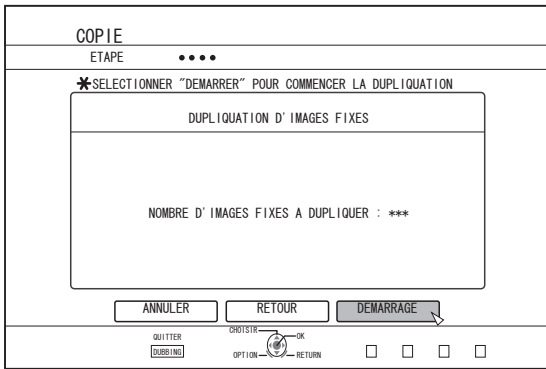 COPIE
ETAPE
*SELECTIONNER "DEMARRER" POUR COMMENCER LA DUPLIQUATION
DUPLIQUATION D'IMAGES FIXES
NOMBRE D'IMAGES FIXES A DUPLIQUER : ***
ANNULER RETOUR DEMARRAGE
QUITTER CHOISIR OK
DUBBING OPTION RETURN